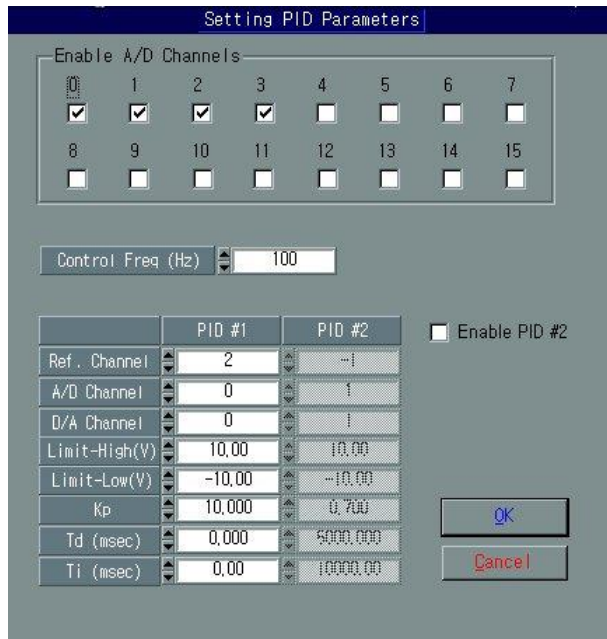 Setting PID Parameters
Enable A/D Channels
0 1 2 3 4 5 6 7
8 9 10 11 12 13 14 15
Control Freq (Hz) 100
PID #1 PID #2
Enable PID #2
Ref. Channel 2 -1
A/D Channel 0 1
D/A Channel 0 1
Limit-High(V) 10,00 10,00
Limit-Low(V) -10,00 -10,00
Kp 10,000 0,700
Td (msec) 0,000 5000,000
Ti (msec) 0,00 10000,00
OK
Cancel